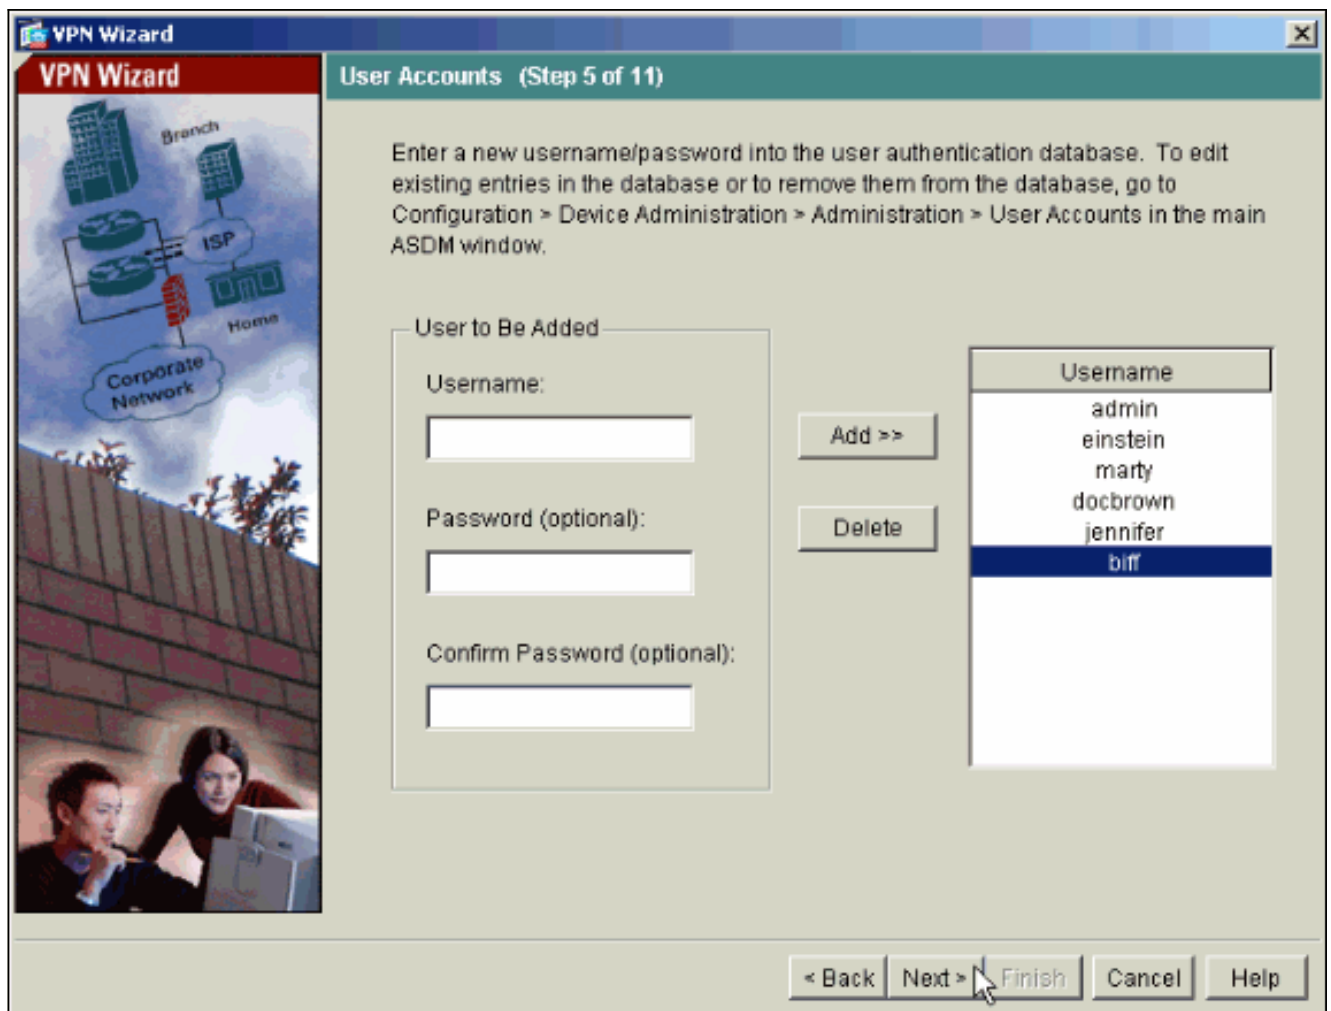 VPN Wizard
VPN Wizard
User Accounts (Step 5 of 11)
Branch
ISP
Home
Corporate
Network
Enter a new username/password into the user authentication database. To edit
existing entries in the database or to remove them from the database, go to
Configuration > Device Administration > Administration > User Accounts in the main
ASDM window.
User to Be Added
Username:
Password (optional):
Confirm Password (optional):
Add >>
Delete
Username
admin
einstein
marty
docbrown
jennifer
biff
< Back
Next >
Finish
Cancel
Help